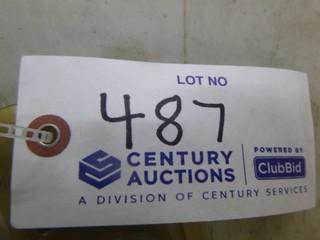 LOT NO
487
CENTURY
AUCTIONS
POWERED BY
ClubBid
A DIVISION OF CENTURY SERVICES